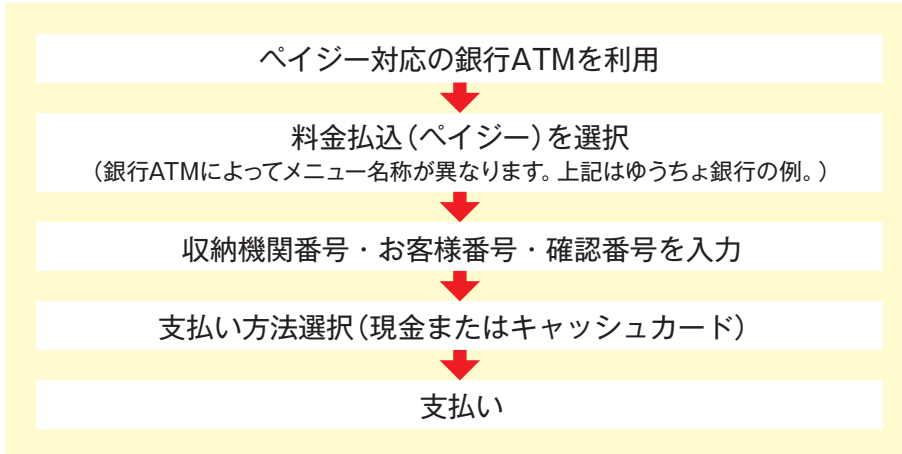 ペイジー対応の銀行ATMを利用
料金払込(ペイジー)を選択
(銀行ATMによってメニュー名称が異なります。上記はゆうちょ銀行の例。)
収納機関番号・お客様番号・確認番号を入力
支払い方法選択(現金またはキャッシュカード)
支払い